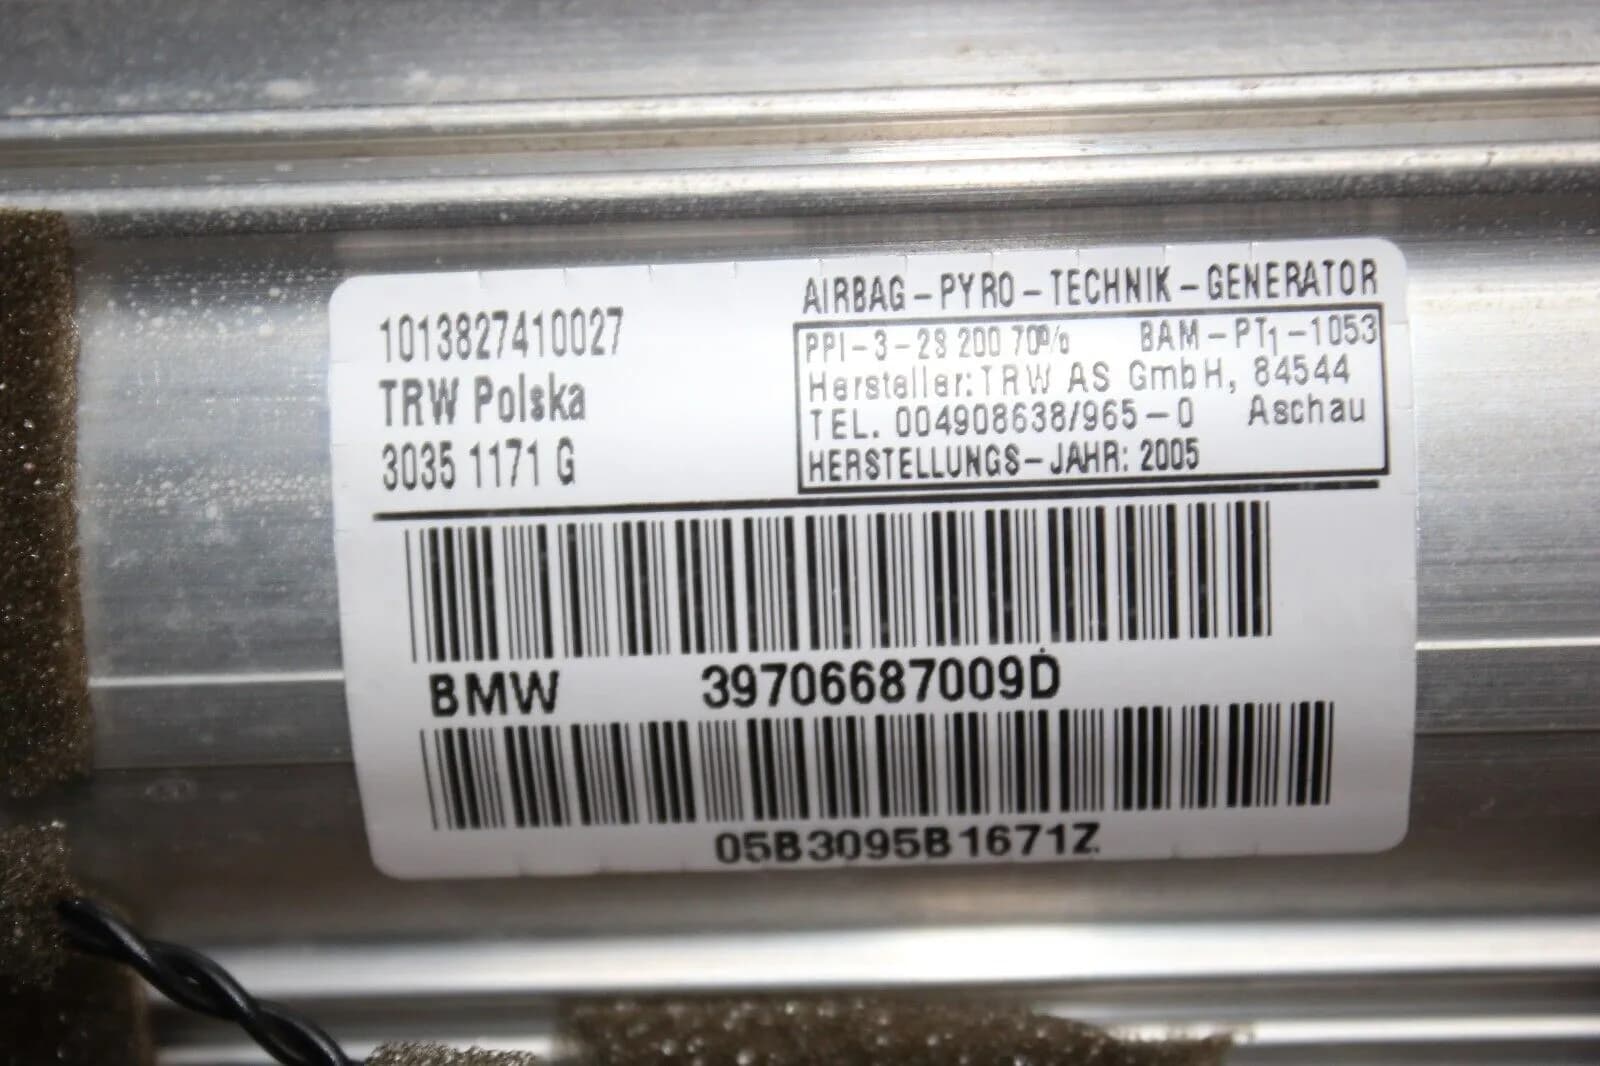 1013827410027
TRW Polska
3035 1171 G
AIRBAG-PYRO-TECHNIK-GENERATOR
PPI-3-28 200 70% BAM-PT1-1053
Hersteller: TRW AS GmbH, 84544
TEL. 004908638/965-0 Aschau
HERSTELLUNGS-JAHR: 2005
BMW 39706687009D
05B3095B1671Z